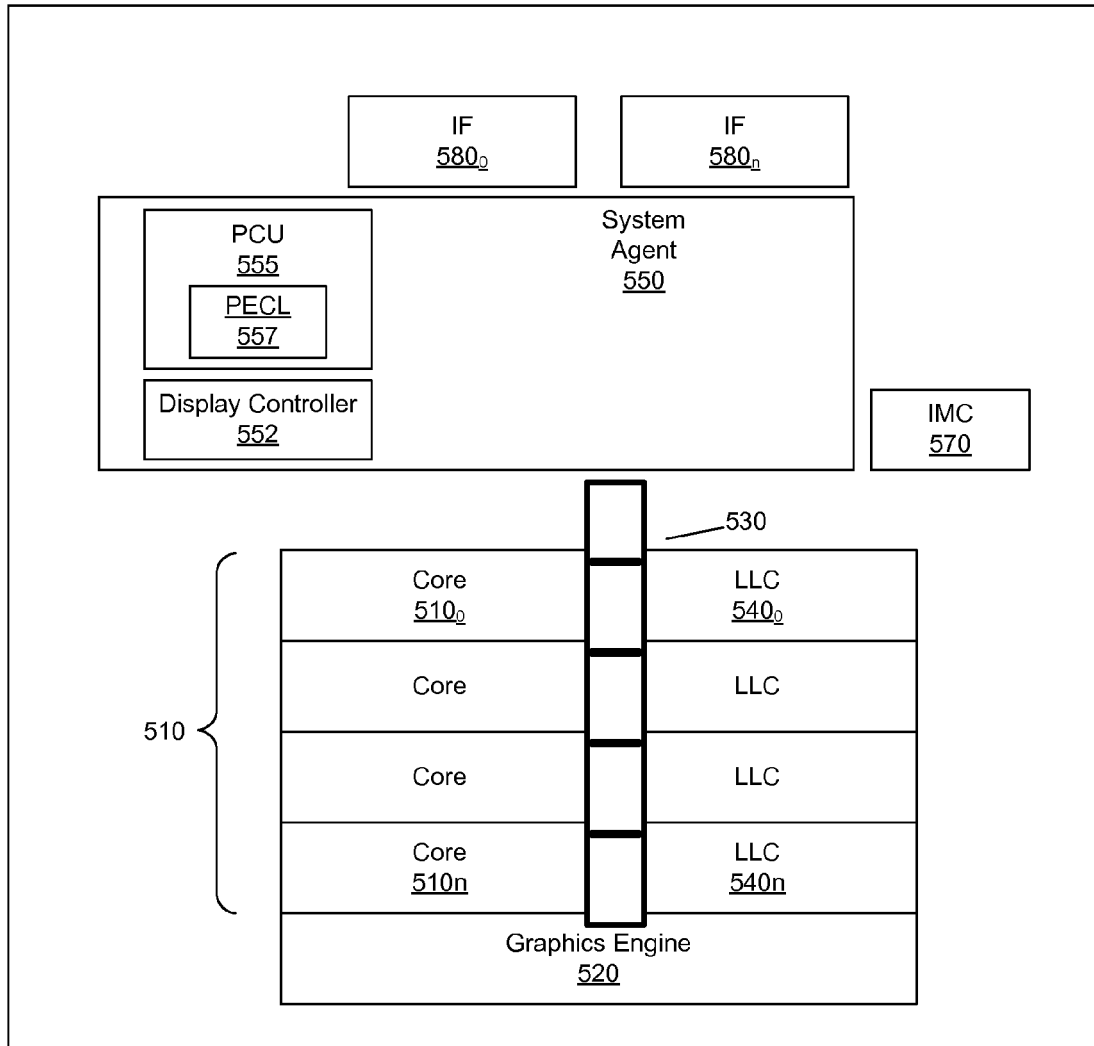 IF
580₀
IF
580ₙ
System
Agent
550
PCU
555
PECL
557
Display Controller
552
IMC
570
530
510
Core
510₀
LLC
540₀
Core
LLC
Core
LLC
Core
510n
LLC
540n
Graphics Engine
520